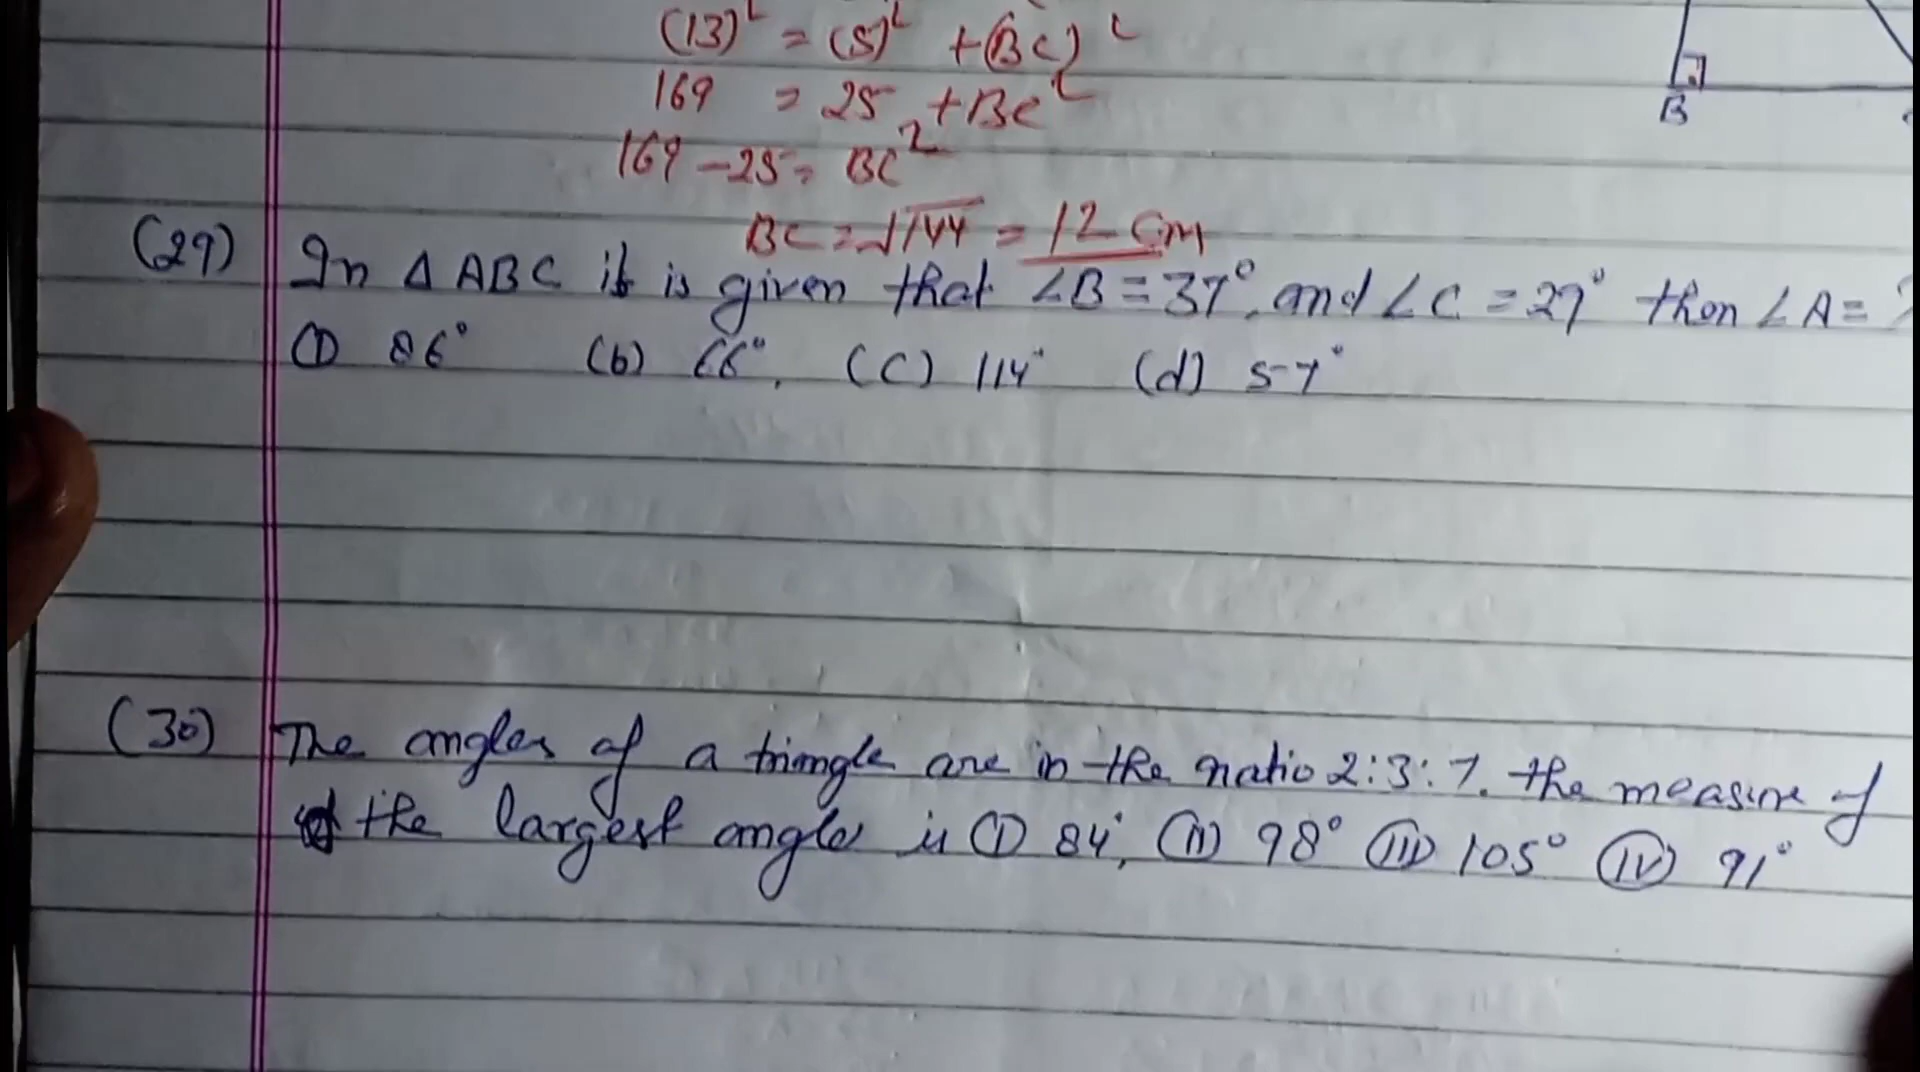 (13)² = (5)² + (BC)²
169 = 25 + BC²
169 - 25 = BC²
BC = √144 = 12 cm
B
(29) In △ ABC if is given that ∠B = 37°, and ∠C = 29° then ∠A = ?
(1) 86° (b) 66°, (C) 114° (d) 57°
(30) The angles of a triangle are in the ratio 2:3:7. the measure of
the largest angle is (I) 84°, (II) 98° (III) 105° (IV) 91°